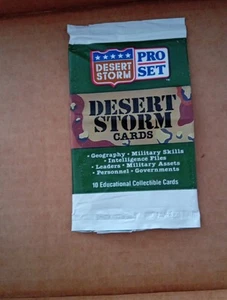 DESERT STORM
PRO SET
DESERT
STORM
CARDS
• Geography • Military Skills
• Intelligence Files
• Leaders • Military Assets
• Personnel • Governments
10 Educational Collectible Cards